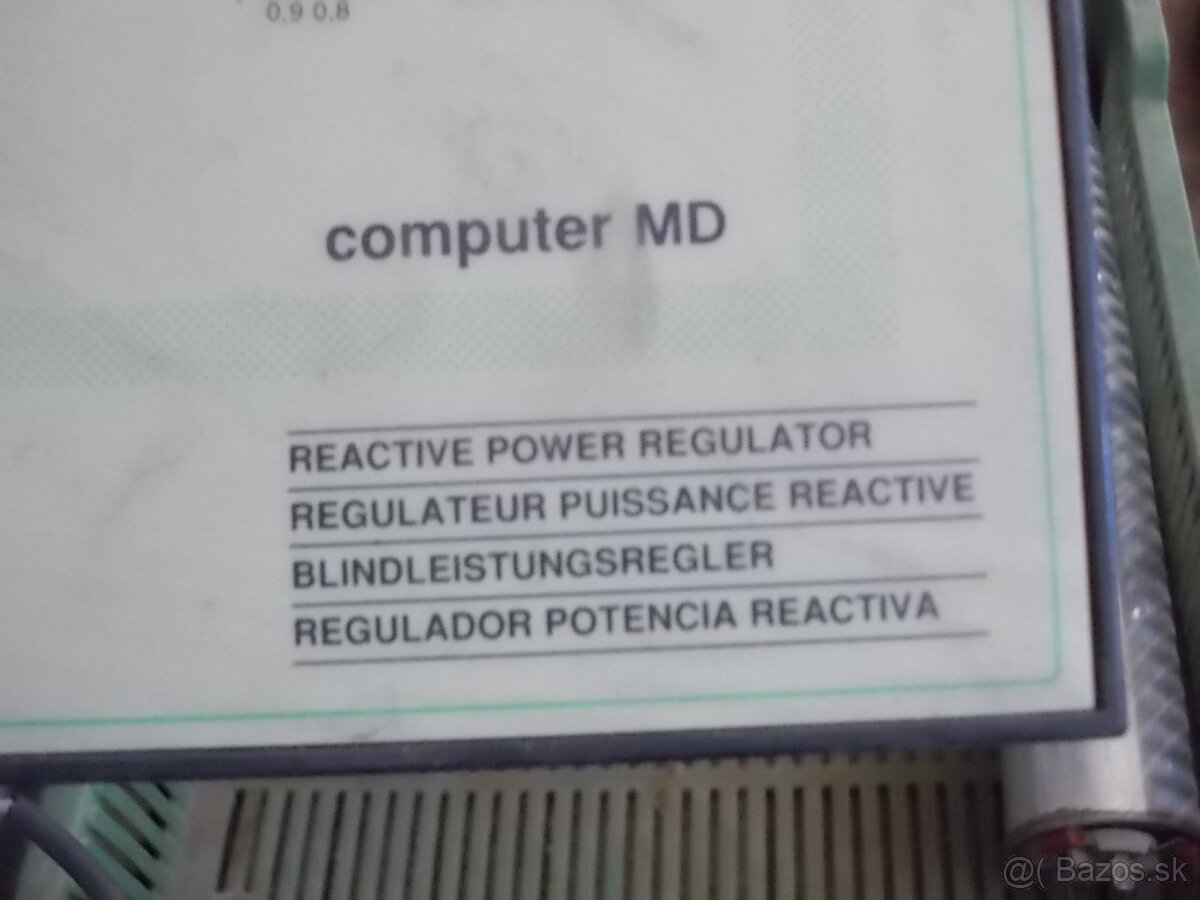 0,9 0,8
computer MD
REACTIVE POWER REGULATOR
REGULATEUR PUISSANCE REACTIVE
BLINDLEISTUNGSREGLER
REGULADOR POTENCIA REACTIVA
@( Bazos.sk